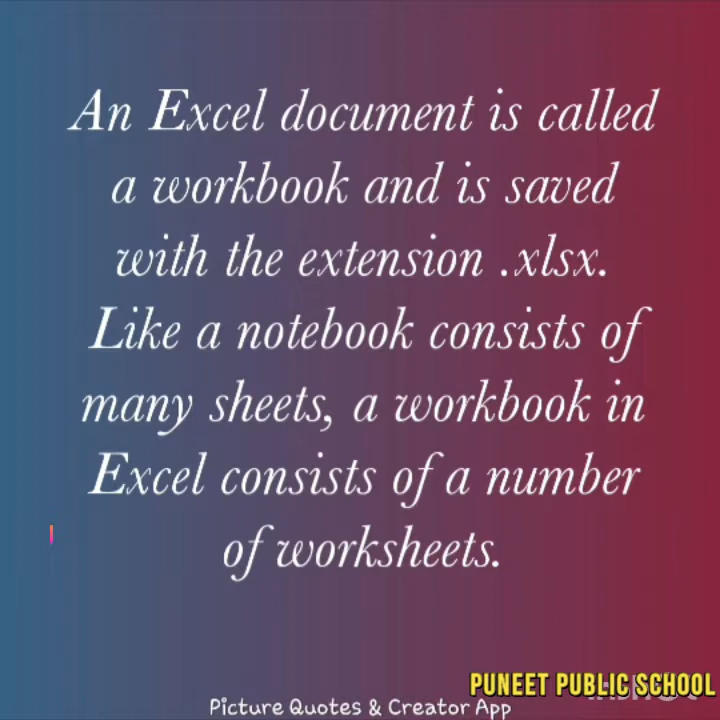 An Excel document is called
a workbook and is saved
with the extension .xlsx.
Like a notebook consists of
many sheets, a workbook in
Excel consists of a number
of worksheets.
PUNEET PUBLIC SCHOOL
Picture Quotes & Creator App